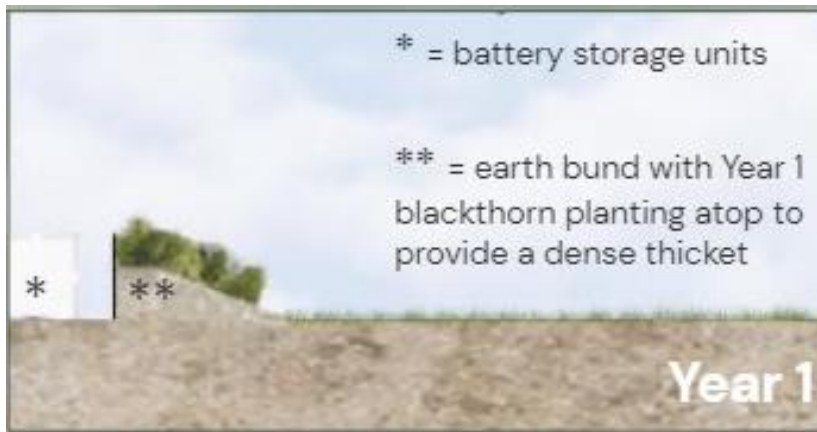 * = battery storage units
** = earth bund with Year 1
blackthorn planting atop to
provide a dense thicket
*
**
Year 1